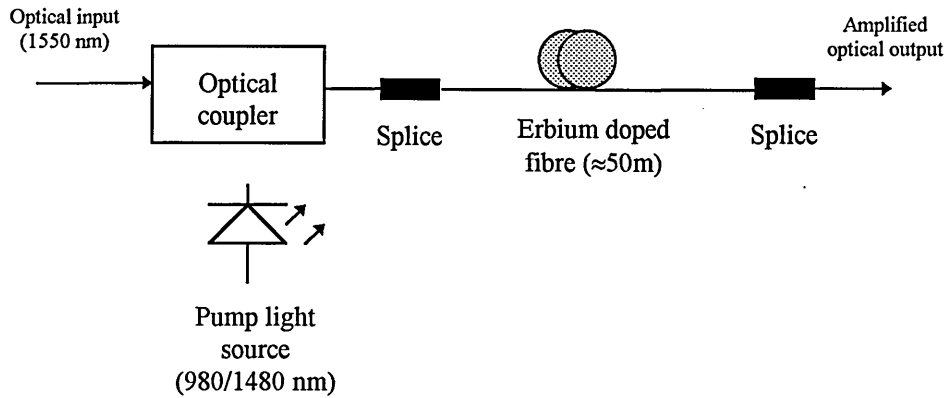 Optical input
(1550 nm)
Optical
coupler
Splice
Erbium doped
fibre (≈50m)
Splice
Amplified
optical output
Pump light
source
(980/1480 nm)